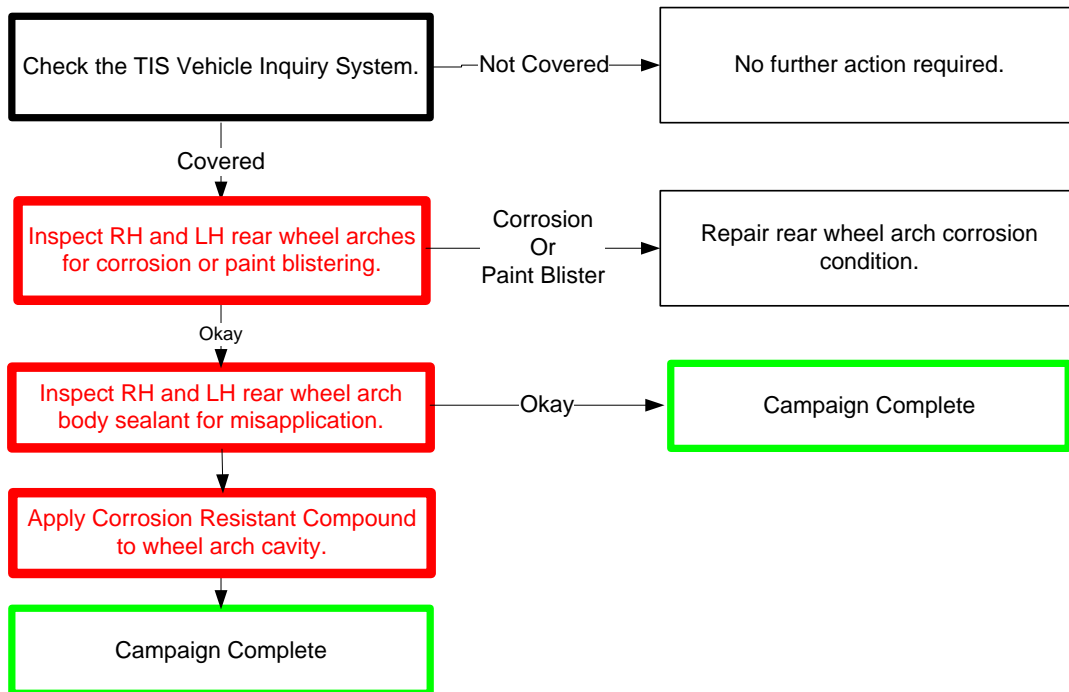 Check the TIS Vehicle Inquiry System.
Not Covered
No further action required.
Covered
Inspect RH and LH rear wheel arches
for corrosion or paint blistering.
Corrosion
Or
Paint Blister
Repair rear wheel arch corrosion
condition.
Okay
Inspect RH and LH rear wheel arch
body sealant for misapplication.
Okay
Campaign Complete
Apply Corrosion Resistant Compound
to wheel arch cavity.
Campaign Complete